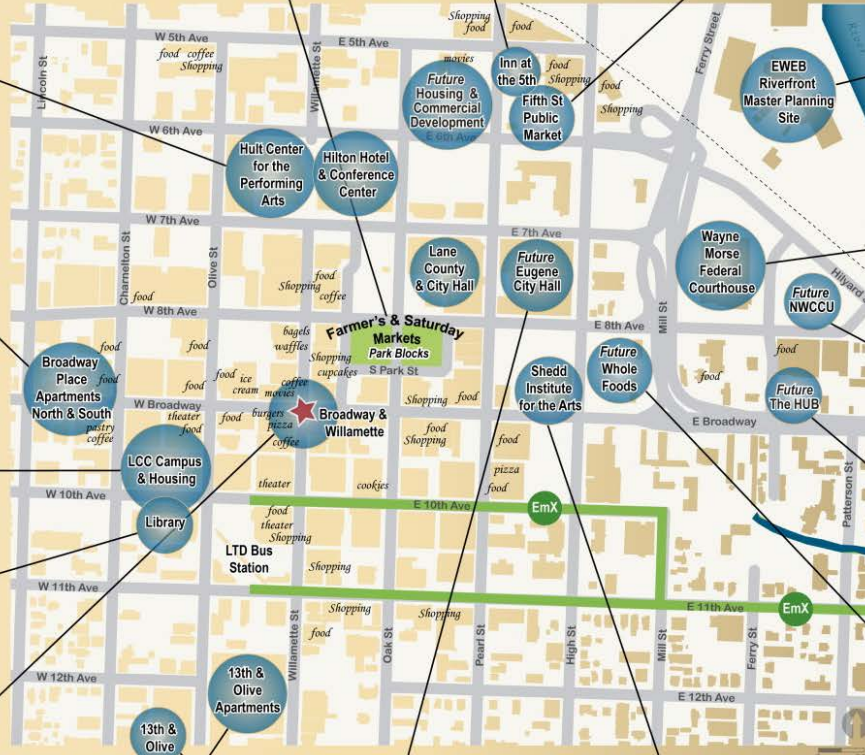 Shopping
food
food
W 5th Ave
E 5th Ave
Lincoln St
Willamette St
Ferry Street
food coffee
Shopping
movies
Future
Housing &
Commercial
Development
Inn at
the 5th
food
Shopping
Fifth St
Public
Market
food
Shopping
EWEB
Riverfront
Master Planning
Site
W 6th Ave
E 6th Ave
Hult Center
for the
Performing
Arts
Hilton Hotel
& Conference
Center
W 7th Ave
E 7th Ave
Charnelton St
Olive St
Lane
County
& City Hall
Future
Eugene
City Hall
Wayne
Morse
Federal
Courthouse
Hilyard
Future
NWCCU
Mill St
food
Shopping
coffee
food
W 8th Ave
E 8th Ave
bagels
waffles
Farmer's & Saturday
Markets
Park Blocks
S Park St
Shopping
cupcakes
food
food
food
Broadway
Place
Apartments
North & South
food
food
food ice
cream
coffee
movies
Shedd
Institute
for the Arts
Future
Whole
Foods
food
food
Future
The HUB
W Broadway
E Broadway
theater
food
food
burgers
pizza
coffee
Broadway &
Willamette
Shopping food
food
Shopping
food
pastry
coffee
LCC Campus
& Housing
pizza
food
Patterson St
W 10th Ave
E 10th Ave
theater
cookies
EmX
Library
food
theater
Shopping
LTD Bus
Station
Shopping
W 11th Ave
E 11th Ave
EmX
Shopping
Shopping
food
Willamette St
Oak St
Pearl St
High St
Mill St
Ferry St
W 12th Ave
E 12th Ave
13th &
Olive
Apartments
13th &
Olive